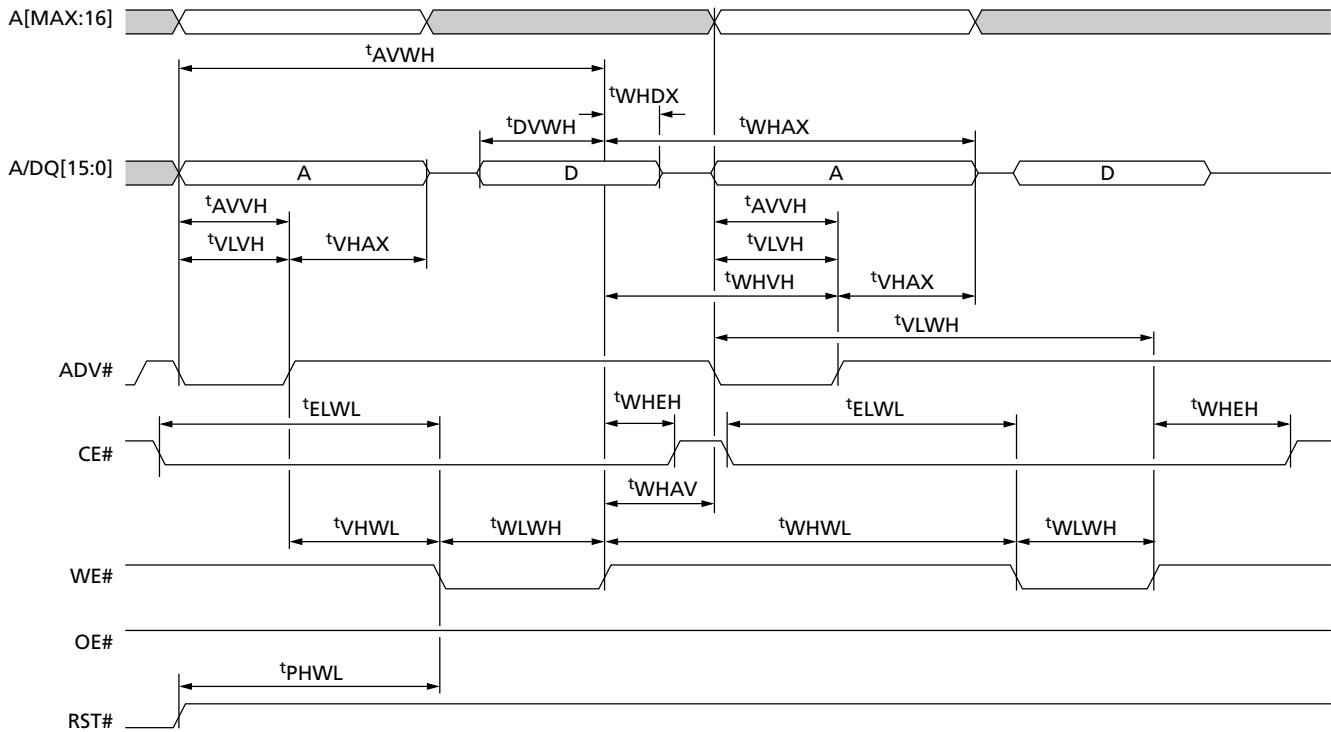 A[MAX:16]
tAVWH
tWHDX
tDVWH
tWHAX
A/DQ[15:0]
A
D
A
D
tAVVH
tAVVH
tVLVH
tVHAX
tVLVH
tWHVH
tVHAX
tVLWH
ADV#
tELWL
tWHEH
tELWL
tWHEH
CE#
tWHAV
tVHWL
tWLWH
tWHWL
tWLWH
WE#
OE#
tPHWL
RST#